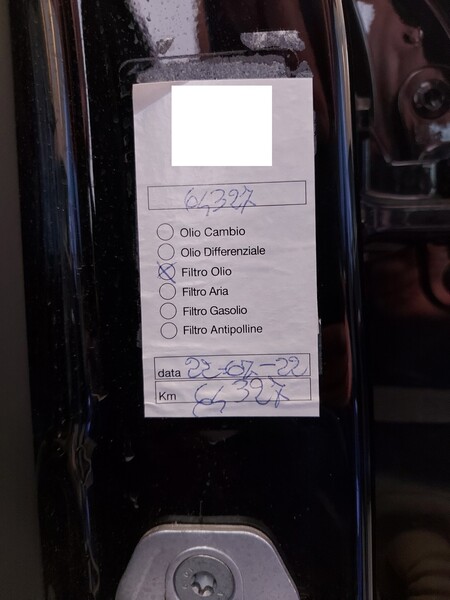 64327
Olio Cambio
Olio Differenziale
Filtro Olio
Filtro Aria
Filtro Gasolio
Filtro Antipolline
data 22-07-22
Km 64327